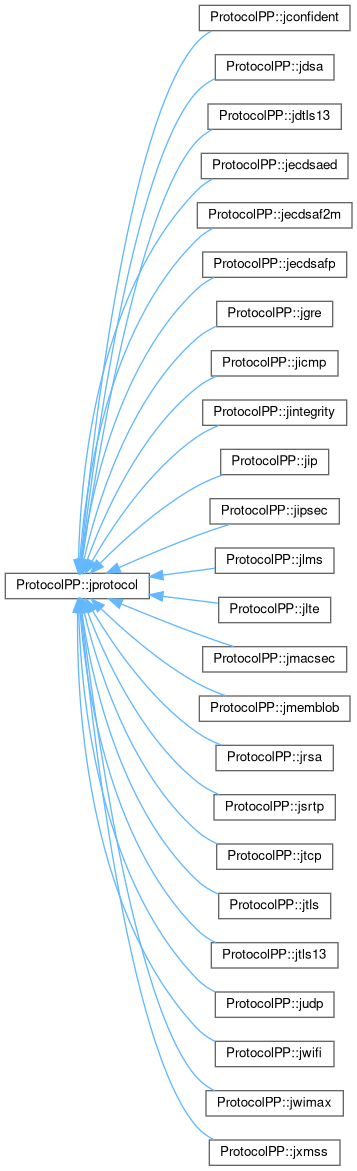 ProtocolPP::jconfident
ProtocolPP::jdsa
ProtocolPP::jdtls13
ProtocolPP::jecdsaed
ProtocolPP::jecdsaf2m
ProtocolPP::jecdsafp
ProtocolPP::jgre
ProtocolPP::jicmp
ProtocolPP::jintegrity
ProtocolPP::jip
ProtocolPP::jipsec
ProtocolPP::jlms
ProtocolPP::jprotocol
ProtocolPP::jlte
ProtocolPP::jmacsec
ProtocolPP::jmemblob
ProtocolPP::jrsa
ProtocolPP::jsrtp
ProtocolPP::jtcp
ProtocolPP::jtls
ProtocolPP::jtls13
ProtocolPP::judp
ProtocolPP::jwifi
ProtocolPP::jwimax
ProtocolPP::jxmss